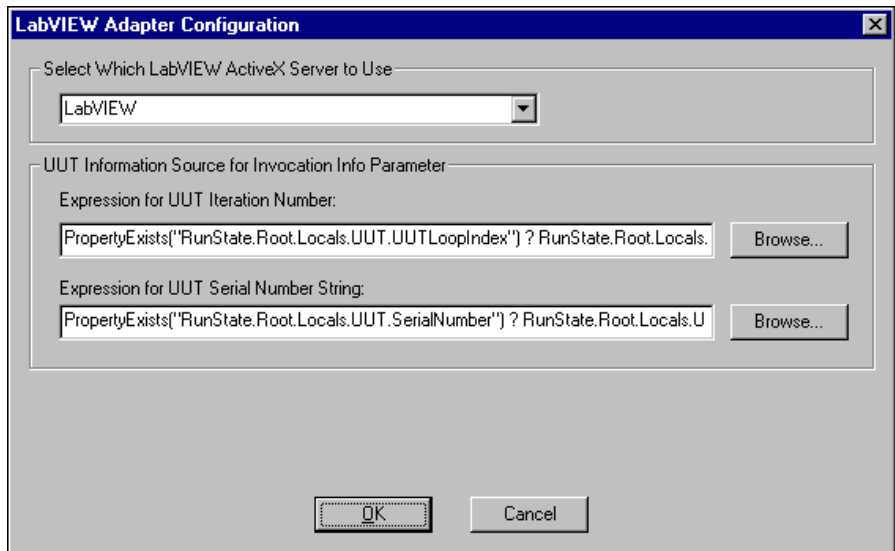 LabVIEW Adapter Configuration
Select Which LabVIEW ActiveX Server to Use
LabVIEW
UUT Information Source for Invocation Info Parameter
Expression for UUT Iteration Number:
PropertyExists("RunState.Root.Locals.UUT.UUTLoopIndex") ? RunState.Root.Locals.
Browse...
Expression for UUT Serial Number String:
PropertyExists("RunState.Root.Locals.UUT.SerialNumber") ? RunState.Root.Locals.U
Browse...
OK
Cancel